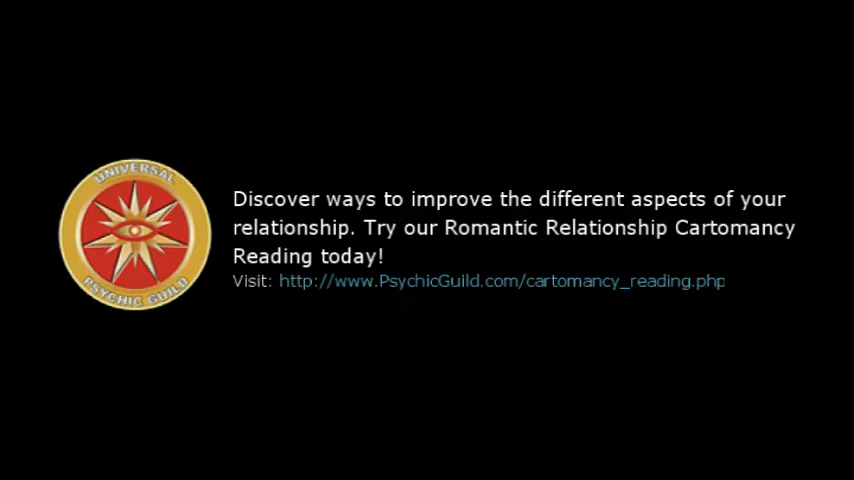 UNIVERSAL
PSYCHIC GUILD
Discover ways to improve the different aspects of your
relationship. Try our Romantic Relationship Cartomancy
Reading today!
Visit: http://www.PsychicGuild.com/cartomancy_reading.php